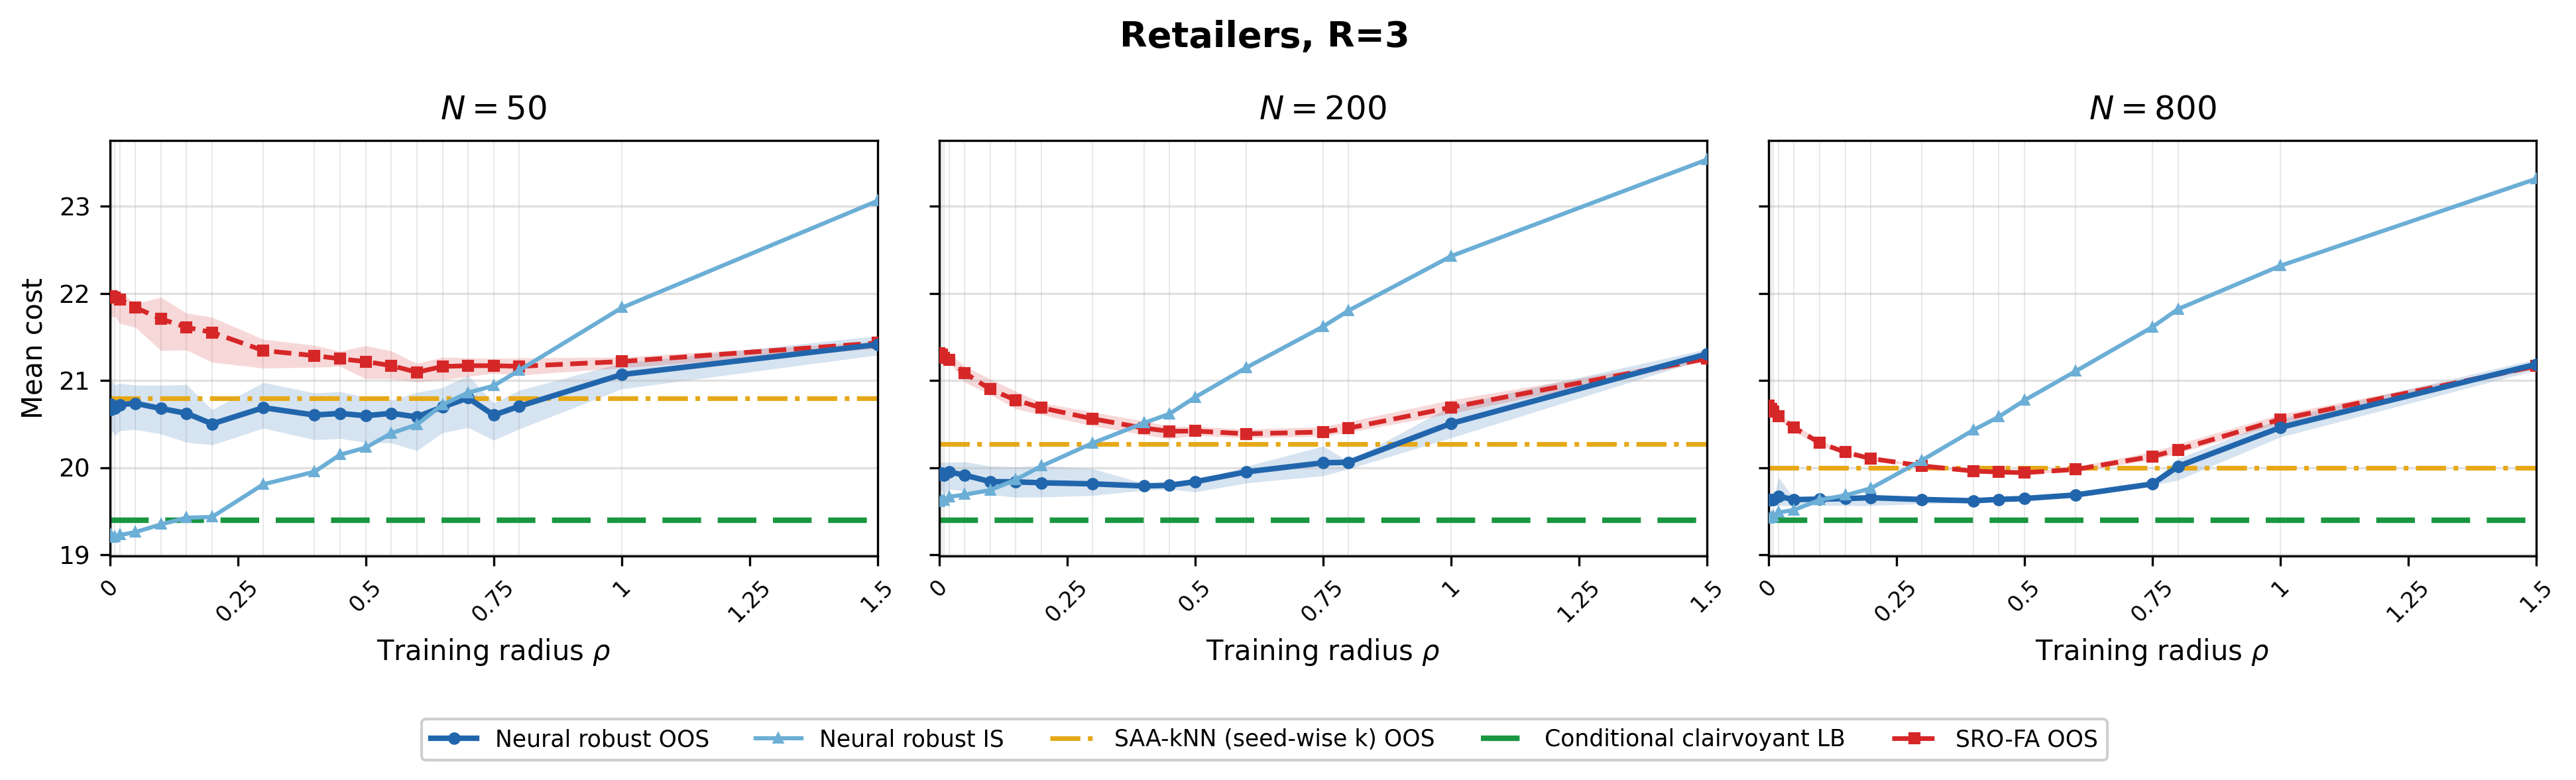 Retailers, R=3
N = 50
N = 200
N = 800
Mean cost
23
22
21
20
19
0 0.25 0.5 0.75 1 1.25 1.5
0 0.25 0.5 0.75 1 1.25 1.5
0 0.25 0.5 0.75 1 1.25 1.5
Training radius ρ
Training radius ρ
Training radius ρ
Neural robust OOS Neural robust IS SAA-kNN (seed-wise k) OOS Conditional clairvoyant LB SRO-FA OOS